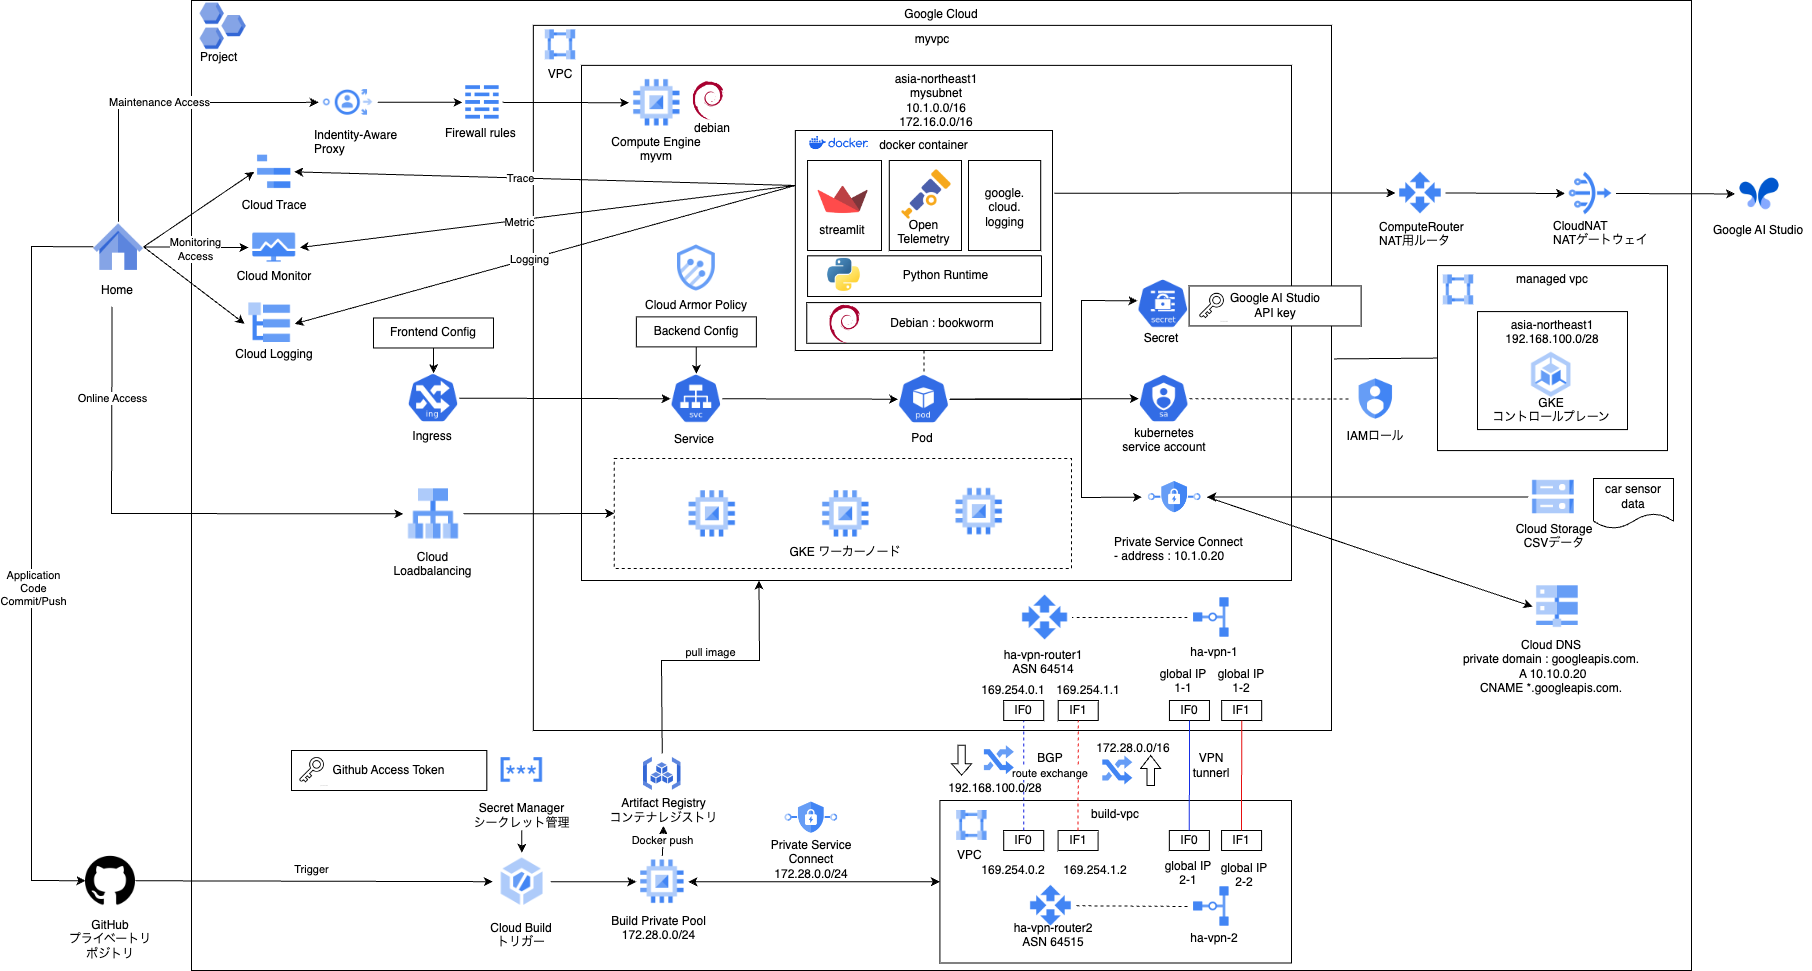 Google Cloud
Project
myvpc
VPC
asia-northeast1
mysubnet
10.1.0.0/16
172.16.0.0/16
Maintenance Access
Indentity-Aware
Proxy
Firewall rules
Compute Engine
myvm
debian
docker
docker container
streamlit
Open
Telemetry
google.
cloud.
logging
Python Runtime
Debian : bookworm
Cloud Trace
Trace
Monitoring
Access
Cloud Monitor
Metric
Logging
Cloud Logging
Home
Online Access
Application
Code
Commit/Push
Frontend Config
ing
Ingress
Cloud Armor Policy
Backend Config
svc
Service
pod
Pod
secret
Secret
Google AI Studio
API key
sa
kubernetes
service account
IAMロール
ComputeRouter
NAT用ルータ
CloudNAT
NATゲートウェイ
Google AI Studio
managed vpc
asia-northeast1
192.168.100.0/28
GKE
コントロールプレーン
Cloud
Loadbalancing
GKE ワーカーノード
Private Service Connect
- address : 10.1.0.20
Cloud Storage
CSVデータ
car sensor
data
Cloud DNS
private domain : googleapis.com.
A 10.10.0.20
CNAME *.googleapis.com.
pull image
ha-vpn-router1
ASN 64514
ha-vpn-1
169.254.0.1
169.254.1.1
global IP
1-1
global IP
1-2
IF0
IF1
IF0
IF1
BGP
route exchange
192.168.100.0/28
172.28.0.0/16
VPN
tunnerl
build-vpc
VPC
IF0
IF1
IF0
IF1
169.254.0.2
169.254.1.2
global IP
2-1
global IP
2-2
ha-vpn-router2
ASN 64515
ha-vpn-2
Github Access Token
[***]
Secret Manager
シークレット管理
Artifact Registry
コンテナレジストリ
Docker push
Private Service
Connect
172.28.0.0/24
Trigger
Cloud Build
トリガー
Build Private Pool
172.28.0.0/24
GitHub
プライベートリ
ポジトリ